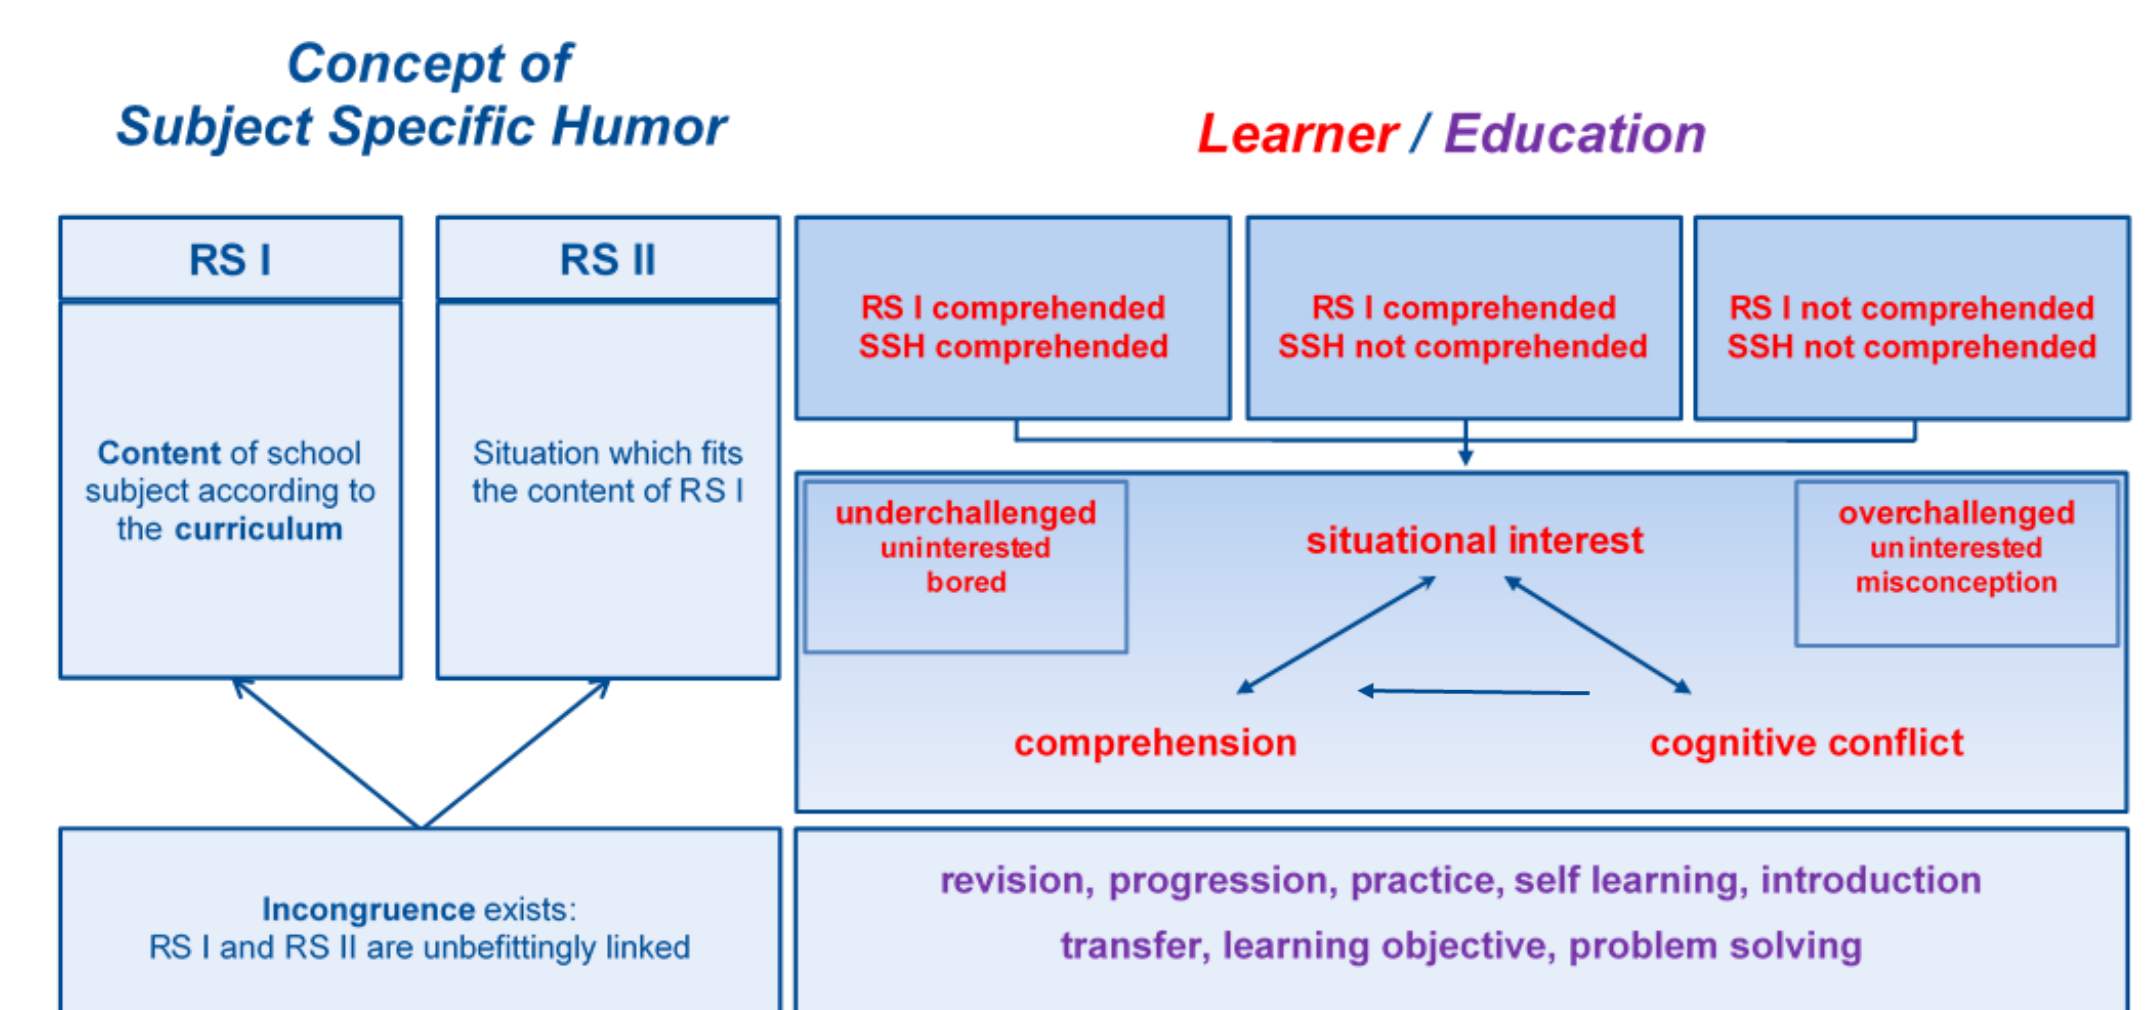 Concept of
Subject Specific Humor
Learner / Education
RS I
Content of school
subject according to
the curriculum
RS II
Situation which fits
the content of RS I
Incongruence exists:
RS I and RS II are unbefittingly linked
RS I comprehended
SSH comprehended
RS I comprehended
SSH not comprehended
RS I not comprehended
SSH not comprehended
underchallenged
uninterested
bored
situational interest
overchallenged
uninterested
misconception
comprehension
cognitive conflict
revision, progression, practice, self learning, introduction
transfer, learning objective, problem solving